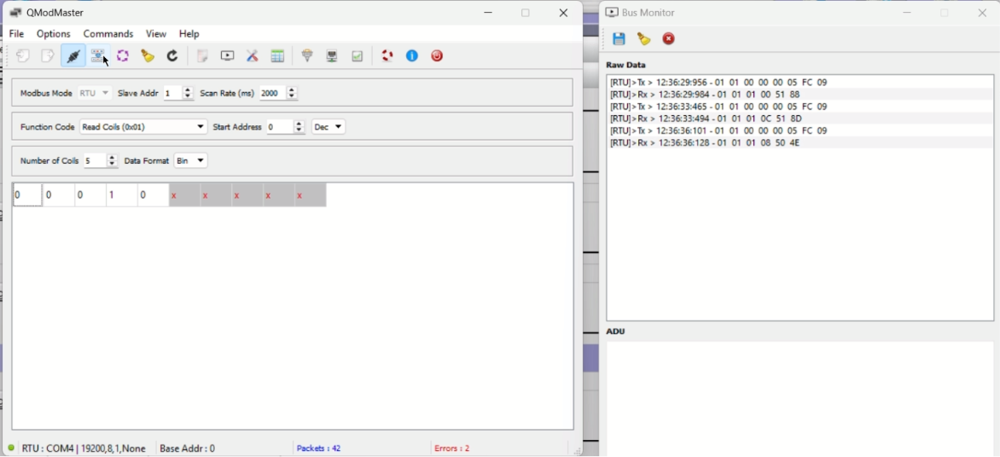 QModMaster
File Options Commands View Help
Modbus Mode RTU Slave Addr 1 Scan Rate (ms) 2000
Function Code Read Coils (0x01) Start Address 0 Dec
Number of Coils 5 Data Format Bin
0 0 0 1 0 x x x x x
RTU : COM4 | 19200,8,1,None Base Addr : 0 Packets : 42 Errors : 2
Bus Monitor
Raw Data
[RTU]>Tx > 12:36:29:956 - 01 01 00 00 00 05 FC 09
[RTU]>Rx > 12:36:29:984 - 01 01 01 00 51 88
[RTU]>Tx > 12:36:33:465 - 01 01 00 00 00 05 FC 09
[RTU]>Rx > 12:36:33:494 - 01 01 01 0C 51 8D
[RTU]>Tx > 12:36:36:101 - 01 01 00 00 00 05 FC 09
[RTU]>Rx > 12:36:36:128 - 01 01 01 08 50 4E
ADU